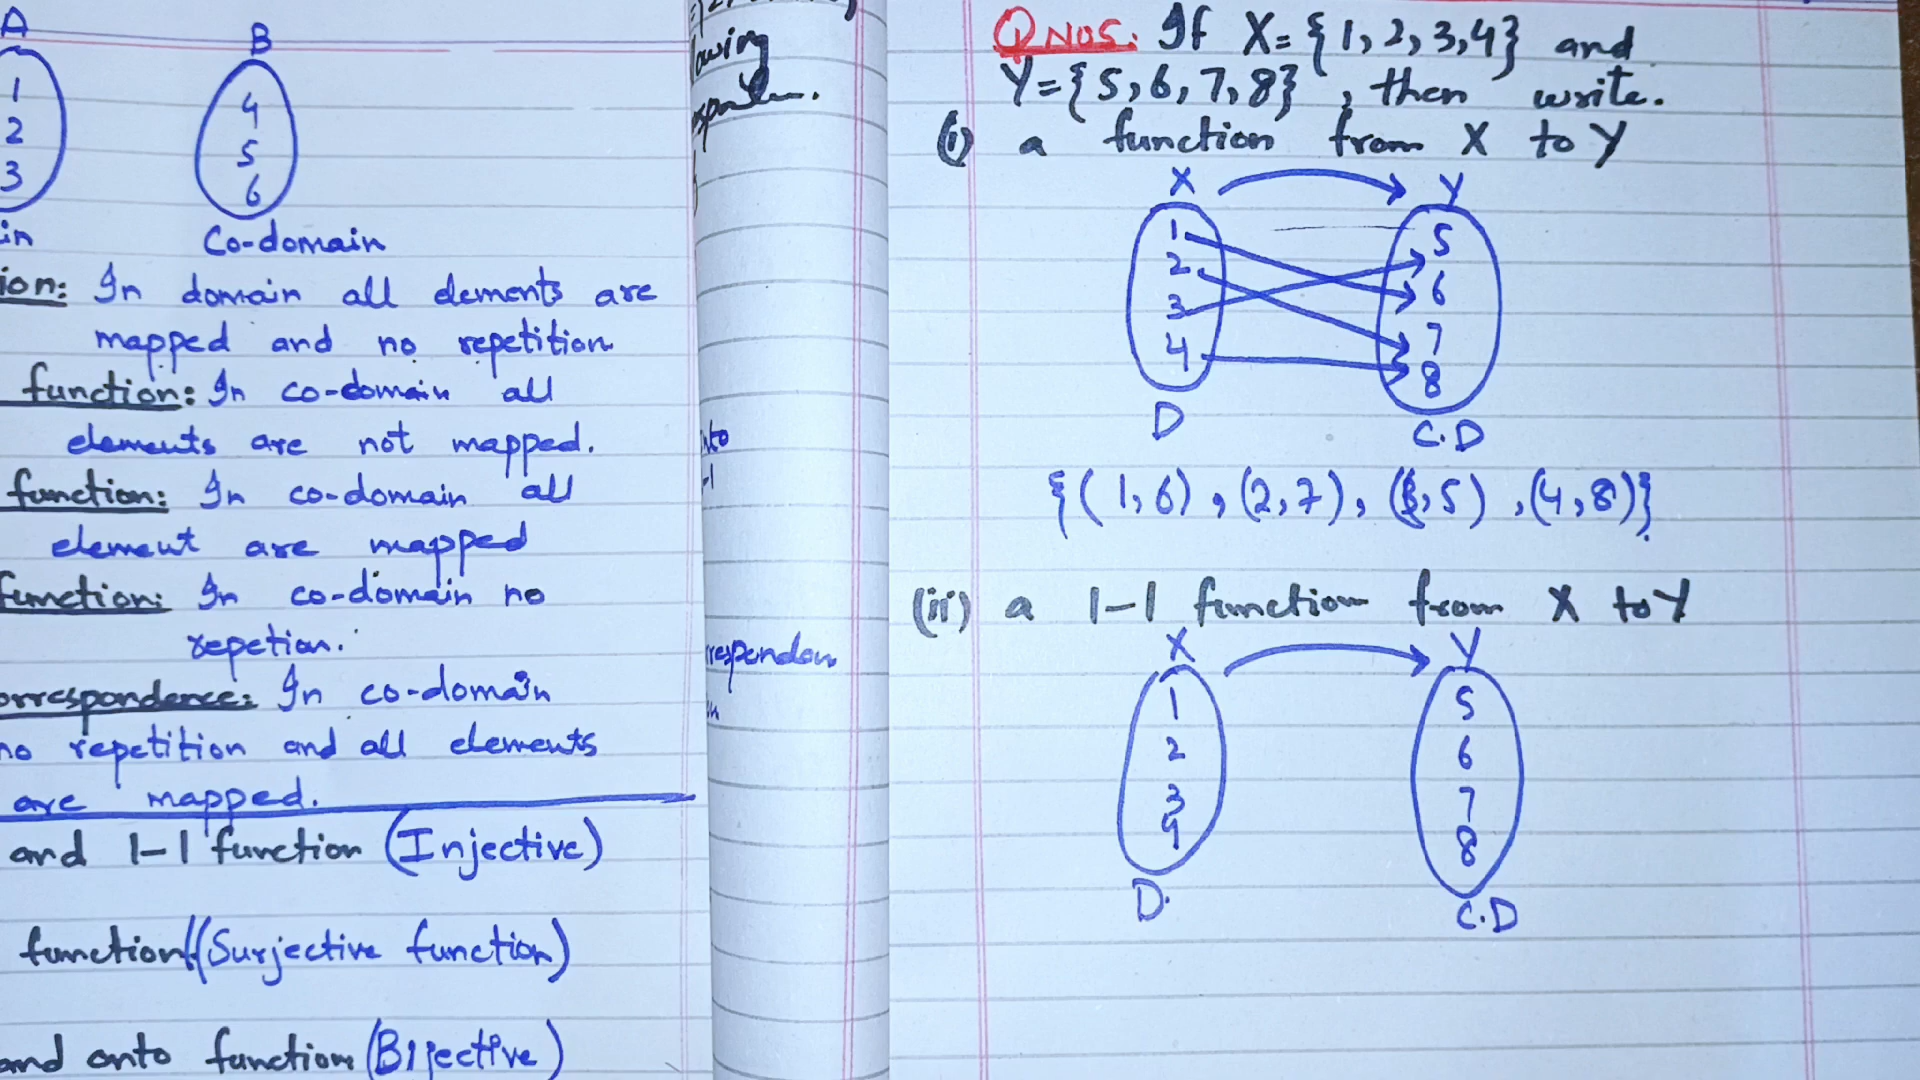 A B
1
2
3
4
5
6
Co-domain
In domain all elements are
mapped and no repetition
function: In co-domain all
elements are not mapped.
function: In co-domain all
element are mapped
function: In co-domain no
repetion.
In co-domain
no repetition and all elements
are mapped.
and 1-1 function (Injective)
function (Surjective function)
and onto function (Bijective)
Q NO5: If X={1,2,3,4} and
Y={5,6,7,8}, then write.
(i) a function from X to Y
X Y
1
2
3
4
5
6
7
8
D C.D
{(1,6), (2,7), (3,5), (4,8)}
(ii) a 1-1 function from X to Y
X Y
1
2
3
4
5
6
7
8
D. C.D